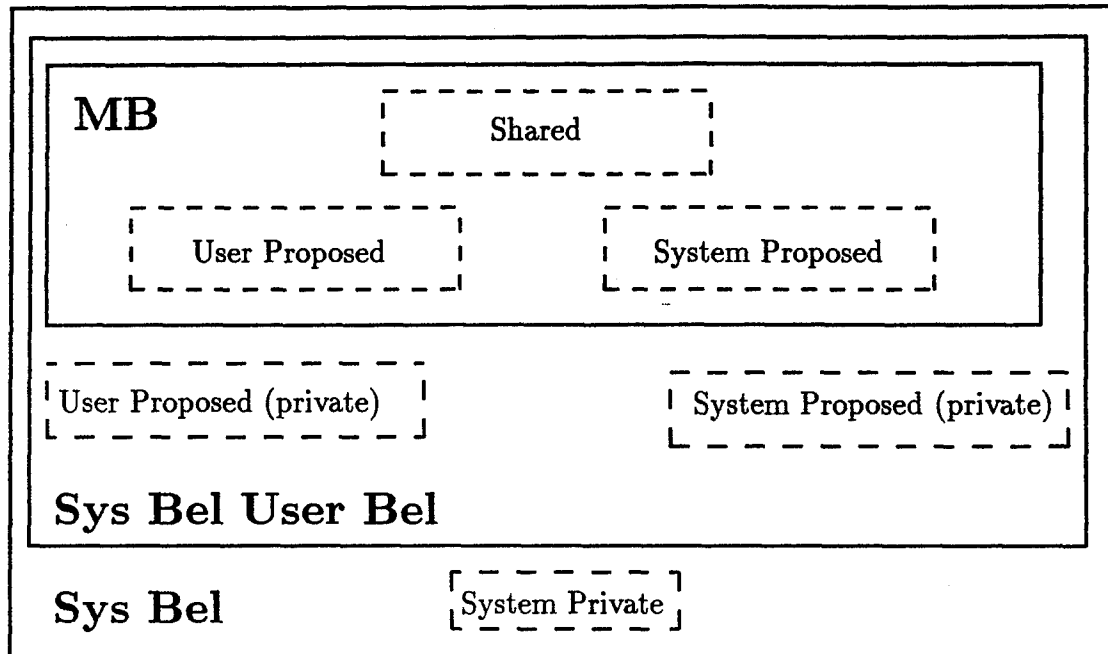 MB
Shared
User Proposed
System Proposed
User Proposed (private)
System Proposed (private)
Sys Bel User Bel
Sys Bel
System Private